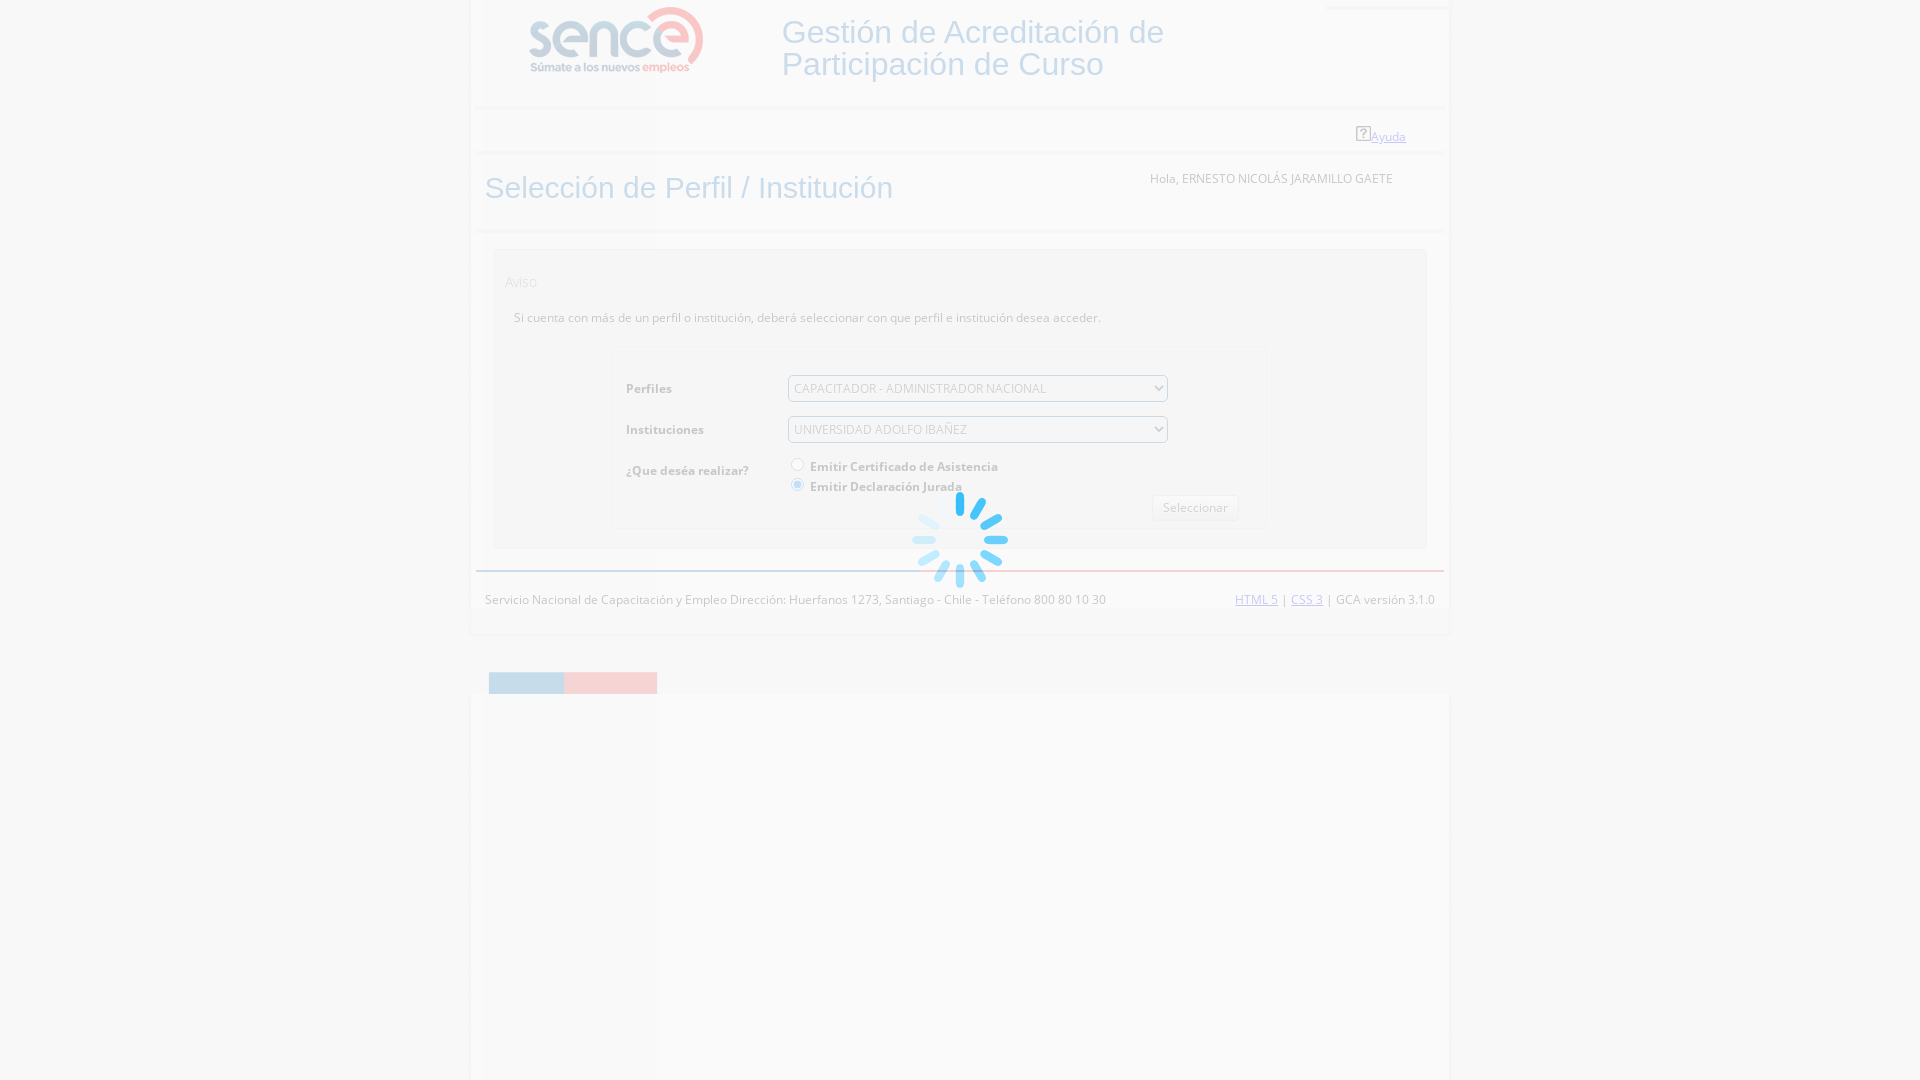 sence
Súmate a los nuevos empleos
Gestión de Acreditación de
Participación de Curso
Ayuda
Selección de Perfil / Institución
Hola, ERNESTO NICOLÁS JARAMILLO GAETE
Aviso
Si cuenta con más de un perfil o institución, deberá seleccionar con que perfil e institución desea acceder.
Perfiles
CAPACITADOR - ADMINISTRADOR NACIONAL
Instituciones
UNIVERSIDAD ADOLFO IBAÑEZ
¿Que deséa realizar?
Emitir Certificado de Asistencia
Emitir Declaración Jurada
Seleccionar
Servicio Nacional de Capacitación y Empleo Dirección: Huerfanos 1273, Santiago - Chile - Teléfono 800 80 10 30
HTML 5 | CSS 3 | GCA versión 3.1.0